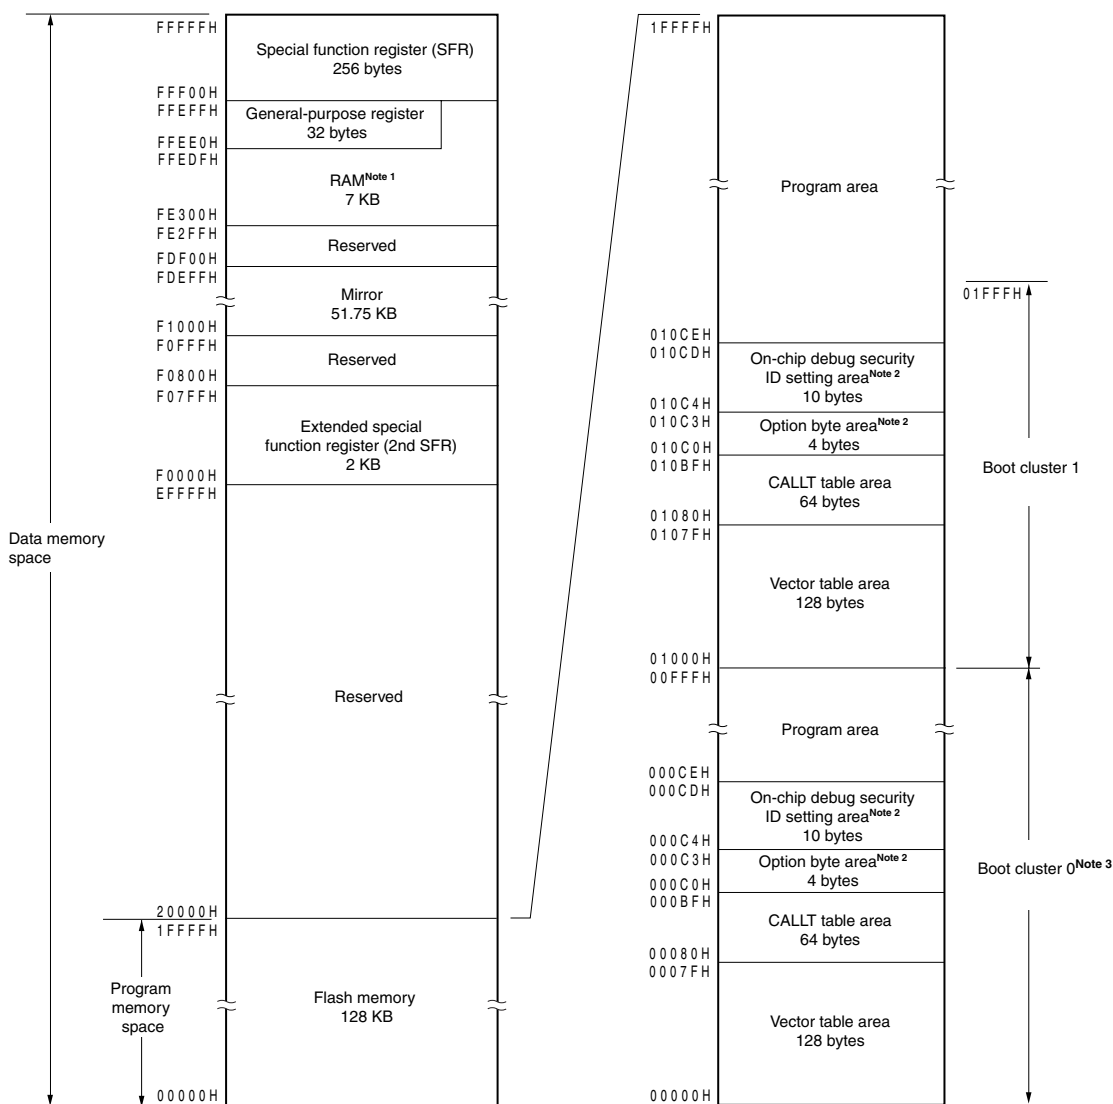 FFFFFH
Special function register (SFR)
256 bytes
FFF00H
FFEFFH
General-purpose register
32 bytes
FFEE0H
FFEDFH
RAMNote 1
7 KB
FE300H
FE2FFH
Reserved
FDF00H
FDEFFH
Mirror
51.75 KB
F1000H
F0FFFH
Reserved
F0800H
F07FFH
Extended special
function register (2nd SFR)
2 KB
F0000H
EFFFFH
Data memory
space
Reserved
20000H
1FFFFH
Program
memory
space
Flash memory
128 KB
00000H
1FFFFH
Program area
01FFFH
010CEH
010CDH
On-chip debug security
ID setting areaNote 2
10 bytes
010C4H
010C3H
Option byte areaNote 2
4 bytes
010C0H
010BFH
Boot cluster 1
CALLT table area
64 bytes
01080H
0107FH
Vector table area
128 bytes
01000H
00FFFH
Program area
000CEH
000CDH
On-chip debug security
ID setting areaNote 2
10 bytes
000C4H
000C3H
Option byte areaNote 2
4 bytes
Boot cluster 0Note 3
000C0H
000BFH
CALLT table area
64 bytes
00080H
0007FH
Vector table area
128 bytes
00000H